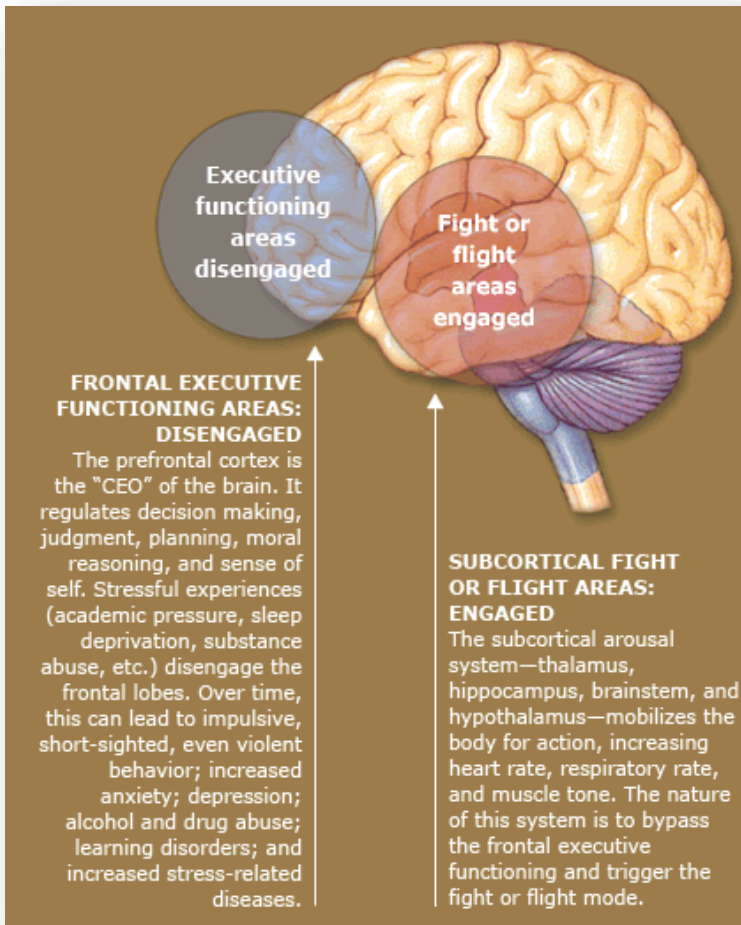 Executive
functioning
areas
disengaged
Fight or
flight
areas
engaged
FRONTAL EXECUTIVE
FUNCTIONING AREAS:
DISENGAGED
The prefrontal cortex is
the “CEO” of the brain. It
regulates decision making,
judgment, planning, moral
reasoning, and sense of
self. Stressful experiences
(academic pressure, sleep
deprivation, substance
abuse, etc.) disengage the
frontal lobes. Over time,
this can lead to impulsive,
short-sighted, even violent
behavior; increased
anxiety; depression;
alcohol and drug abuse;
learning disorders; and
increased stress-related
diseases.
SUBCORTICAL FIGHT
OR FLIGHT AREAS:
ENGAGED
The subcortical arousal
system—thalamus,
hippocampus, brainstem, and
hypothalamus—mobilizes the
body for action, increasing
heart rate, respiratory rate,
and muscle tone. The nature
of this system is to bypass
the frontal executive
functioning and trigger the
fight or flight mode.